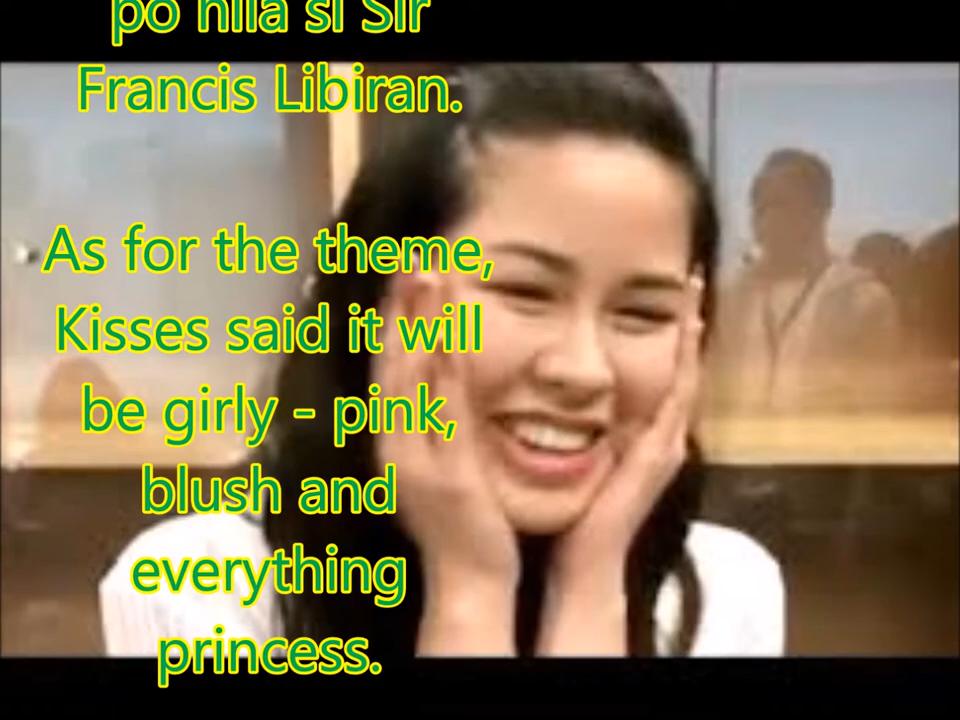 po nila si Sir
Francis Libiran.
As for the theme,
Kisses said it will
be girly - pink,
blush and
everything
princess.